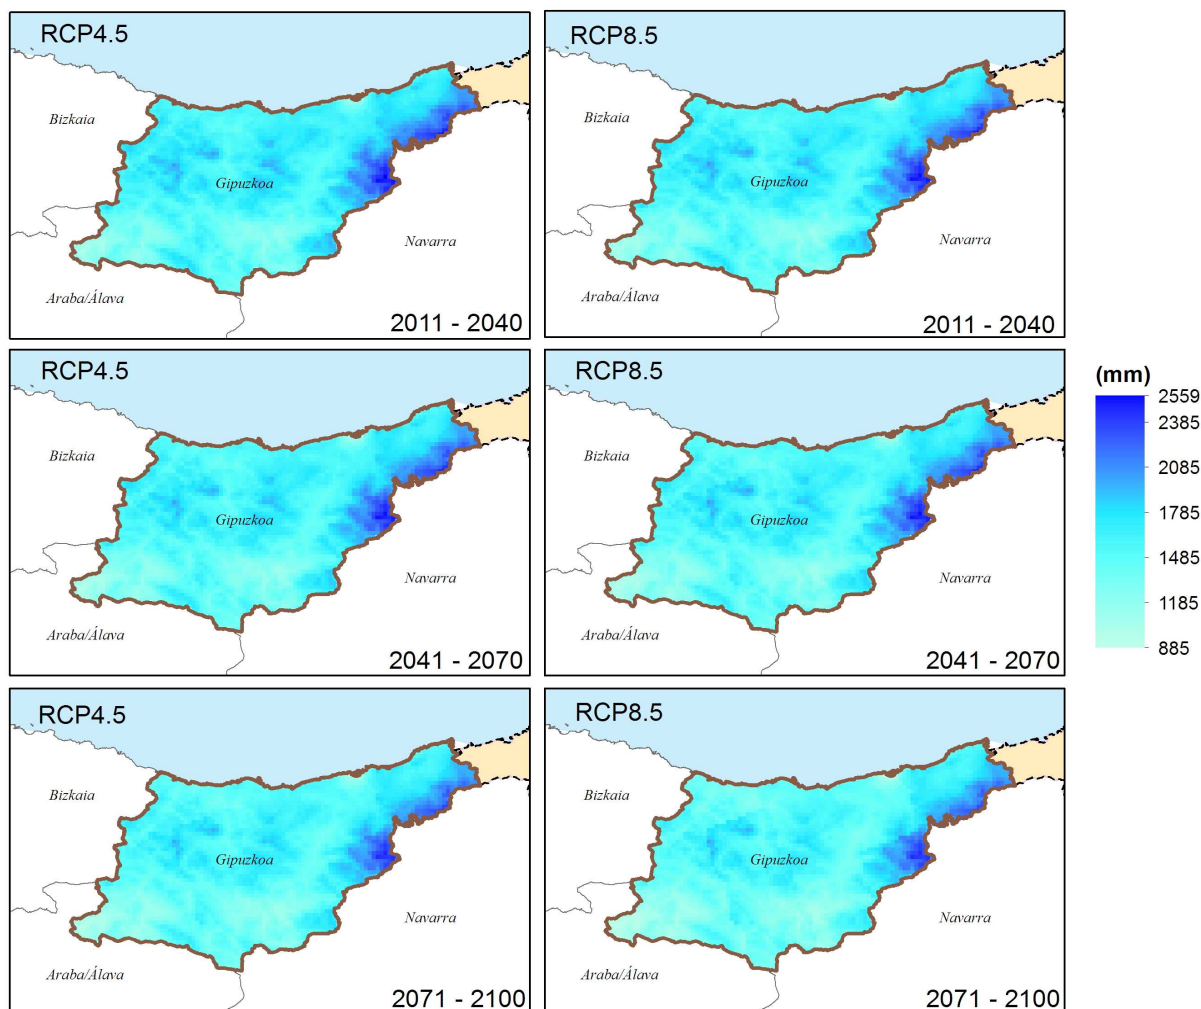 RCP4.5
Bizkaia
Gipuzkoa
Navarra
Araba/Álava
2011 - 2040
RCP8.5
Bizkaia
Gipuzkoa
Navarra
Araba/Álava
2011 - 2040
RCP4.5
Bizkaia
Gipuzkoa
Navarra
Araba/Álava
2041 - 2070
RCP8.5
Bizkaia
Gipuzkoa
Navarra
Araba/Álava
2041 - 2070
(mm)
2559
2385
2085
1785
1485
1185
885
RCP4.5
Bizkaia
Gipuzkoa
Navarra
Araba/Álava
2071 - 2100
RCP8.5
Bizkaia
Gipuzkoa
Navarra
Araba/Álava
2071 - 2100